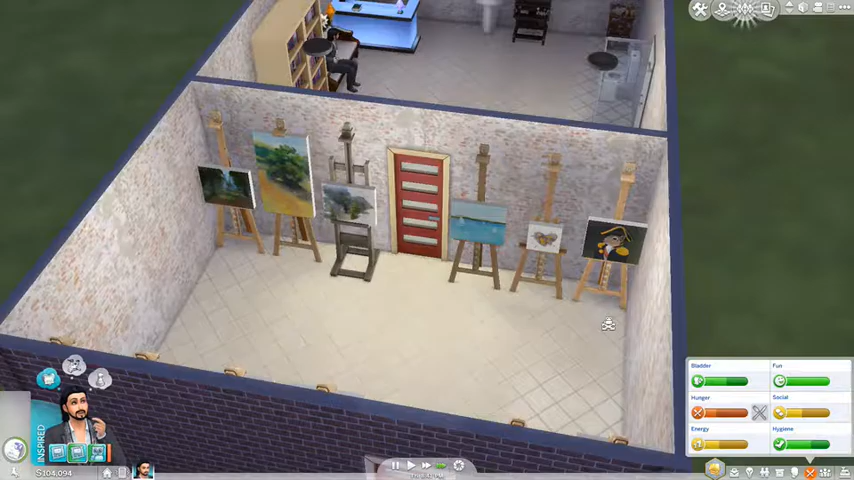 Bladder
Fun
Hunger
Social
Energy
Hygiene
INSPIRED
$104,094